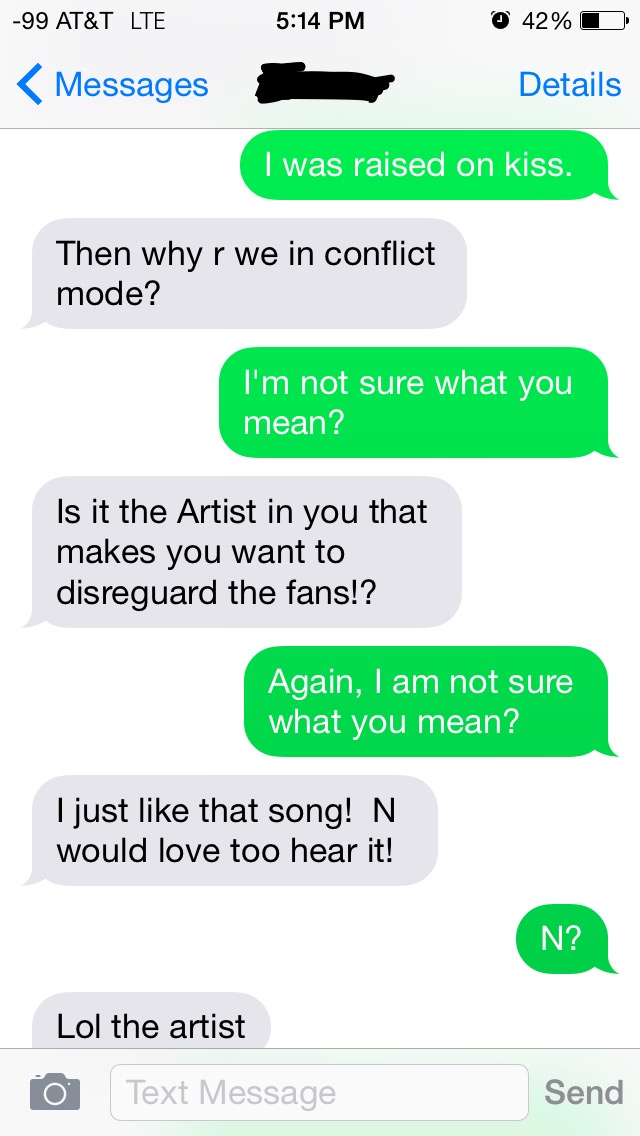 -99 AT&T LTE 5:14 PM 42%
Messages Details
I was raised on kiss.
Then why r we in conflict
mode?
I'm not sure what you
mean?
Is it the Artist in you that
makes you want to
disreguard the fans!?
Again, I am not sure
what you mean?
I just like that song!  N
would love too hear it!
N?
Lol the artist
Text Message Send